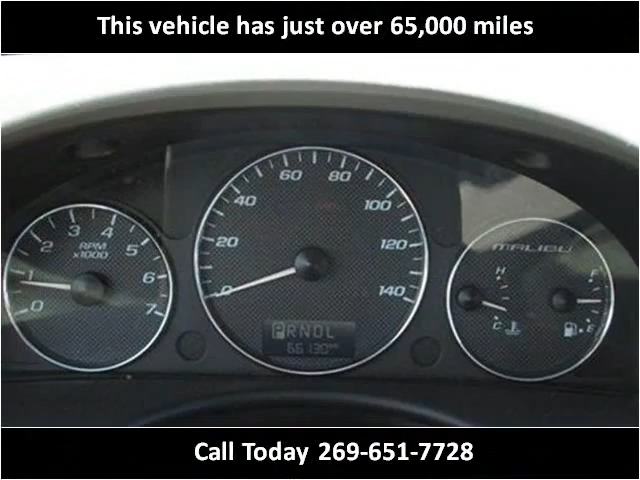 This vehicle has just over 65,000 miles
60 80
40 100
20 120
0 140
3 4
2 5
RPM
x1000
1 6
0 7
MALIBU
H F
C E
PRNDL
66130
Call Today 269-651-7728